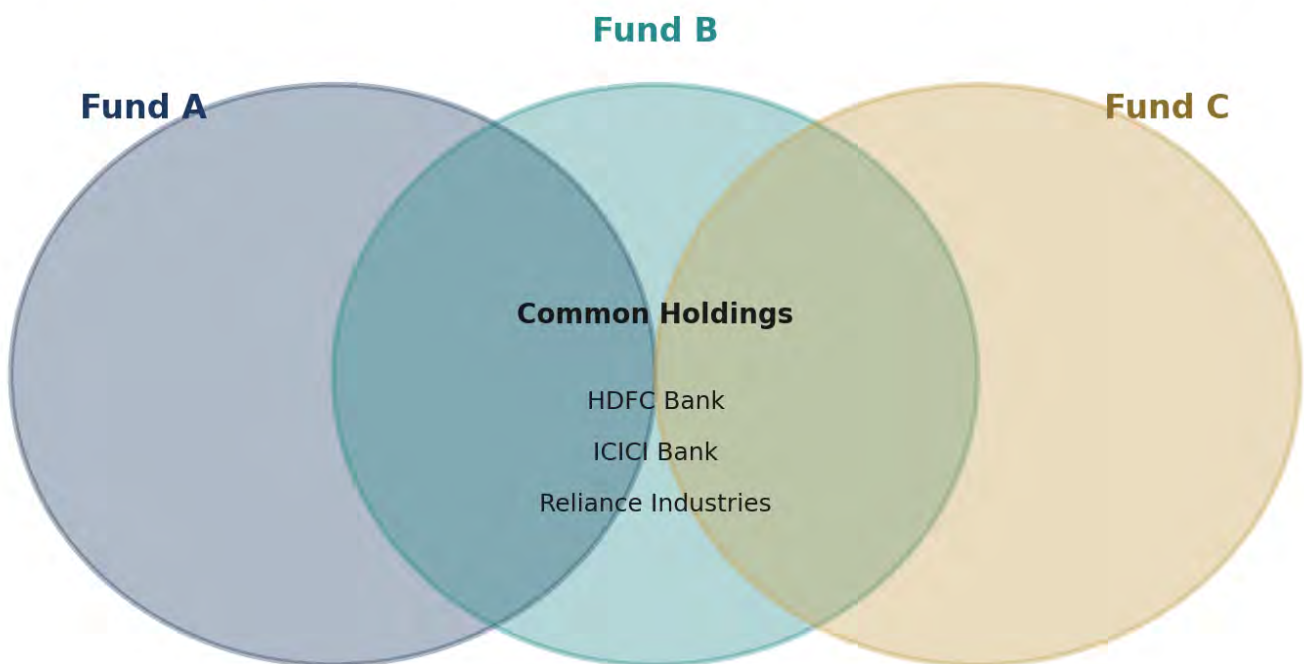 Fund B
Fund A
Fund C
Common Holdings
HDFC Bank
ICICI Bank
Reliance Industries